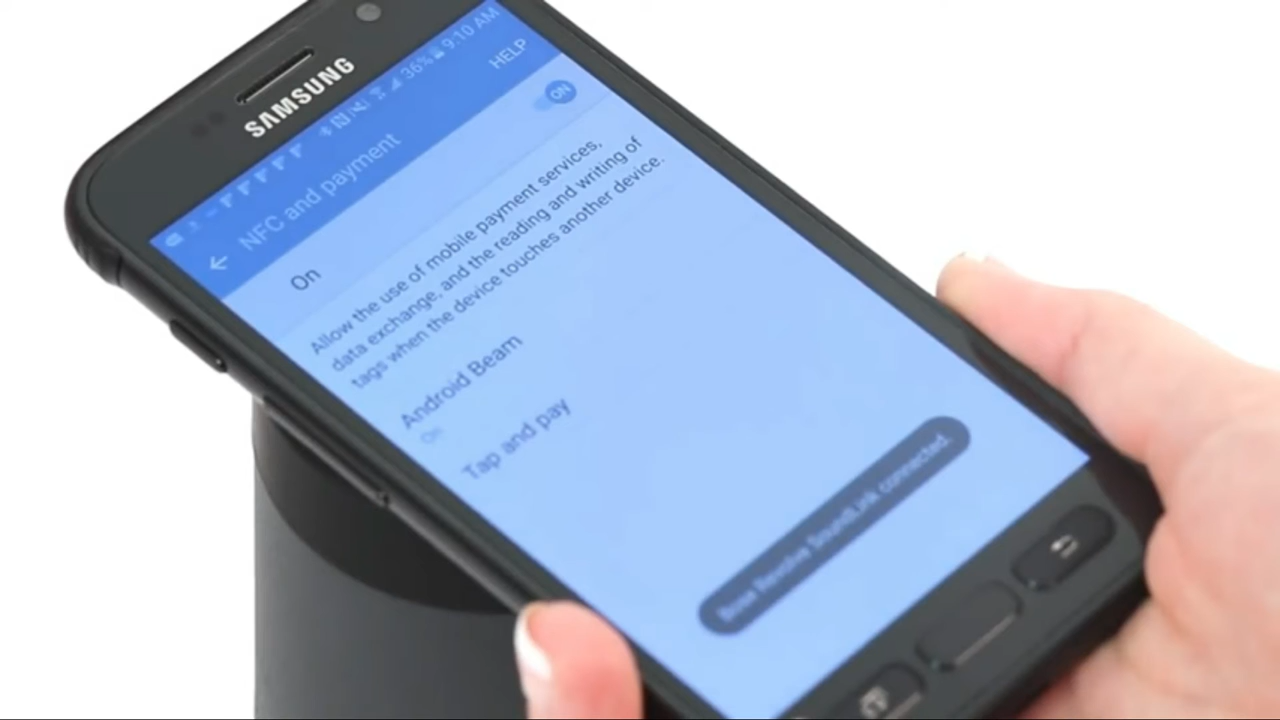 SAMSUNG
36% 9:10 AM
NFC and payment
HELP
On
ON
Allow the use of mobile payment services,
data exchange, and the reading and writing of
tags when the device touches another device.
Android Beam
On
Tap and pay
Bose Revolve SoundLink connected.